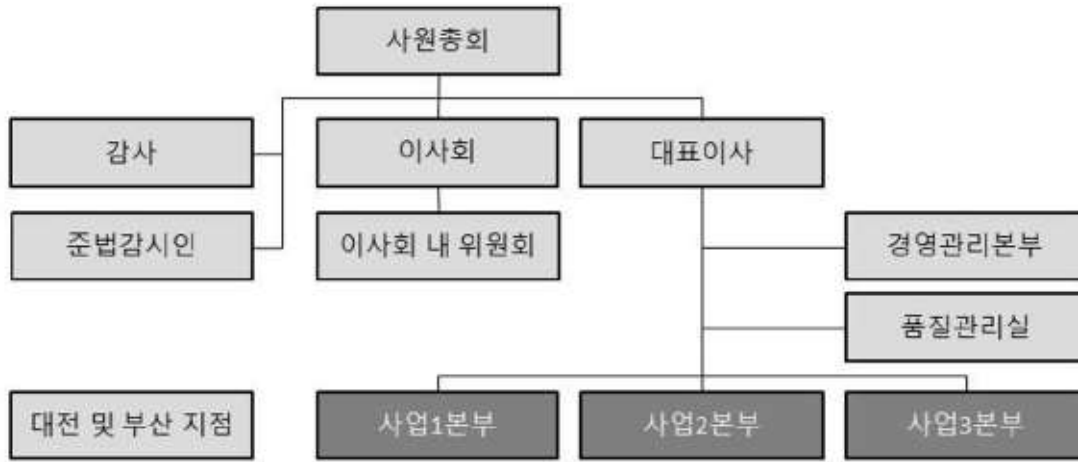 사원총회
감사
이사회
대표이사
준법감시인
이사회 내 위원회
경영관리본부
품질관리실
대전 및 부산 지점
사업1본부
사업2본부
사업3본부